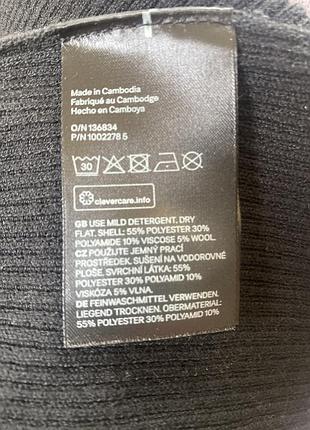 Made in Cambodia
Fabriqué au Cambodge
Hecho en Camboya
O/N 136834
P/N 1002278 5
30
clevercare.info
GB USE MILD DETERGENT. DRY
FLAT. SHELL: 55% POLYESTER 30%
POLYAMIDE 10% VISCOSE 5% WOOL.
CZ POUŽIJTE JEMNÝ PRACÍ
PROSTŘEDEK. SUŠENÍ NA VODOROVNÉ
PLOŠE. SVRCHNÍ LÁTKA: 55%
POLYESTER 30% POLYAMID 10%
VISKÓZA 5% VLNA.
DE FEINWASCHMITTEL VERWENDEN.
LIEGEND TROCKNEN. OBERMATERIAL:
55% POLYESTER 30% POLYAMID 10%